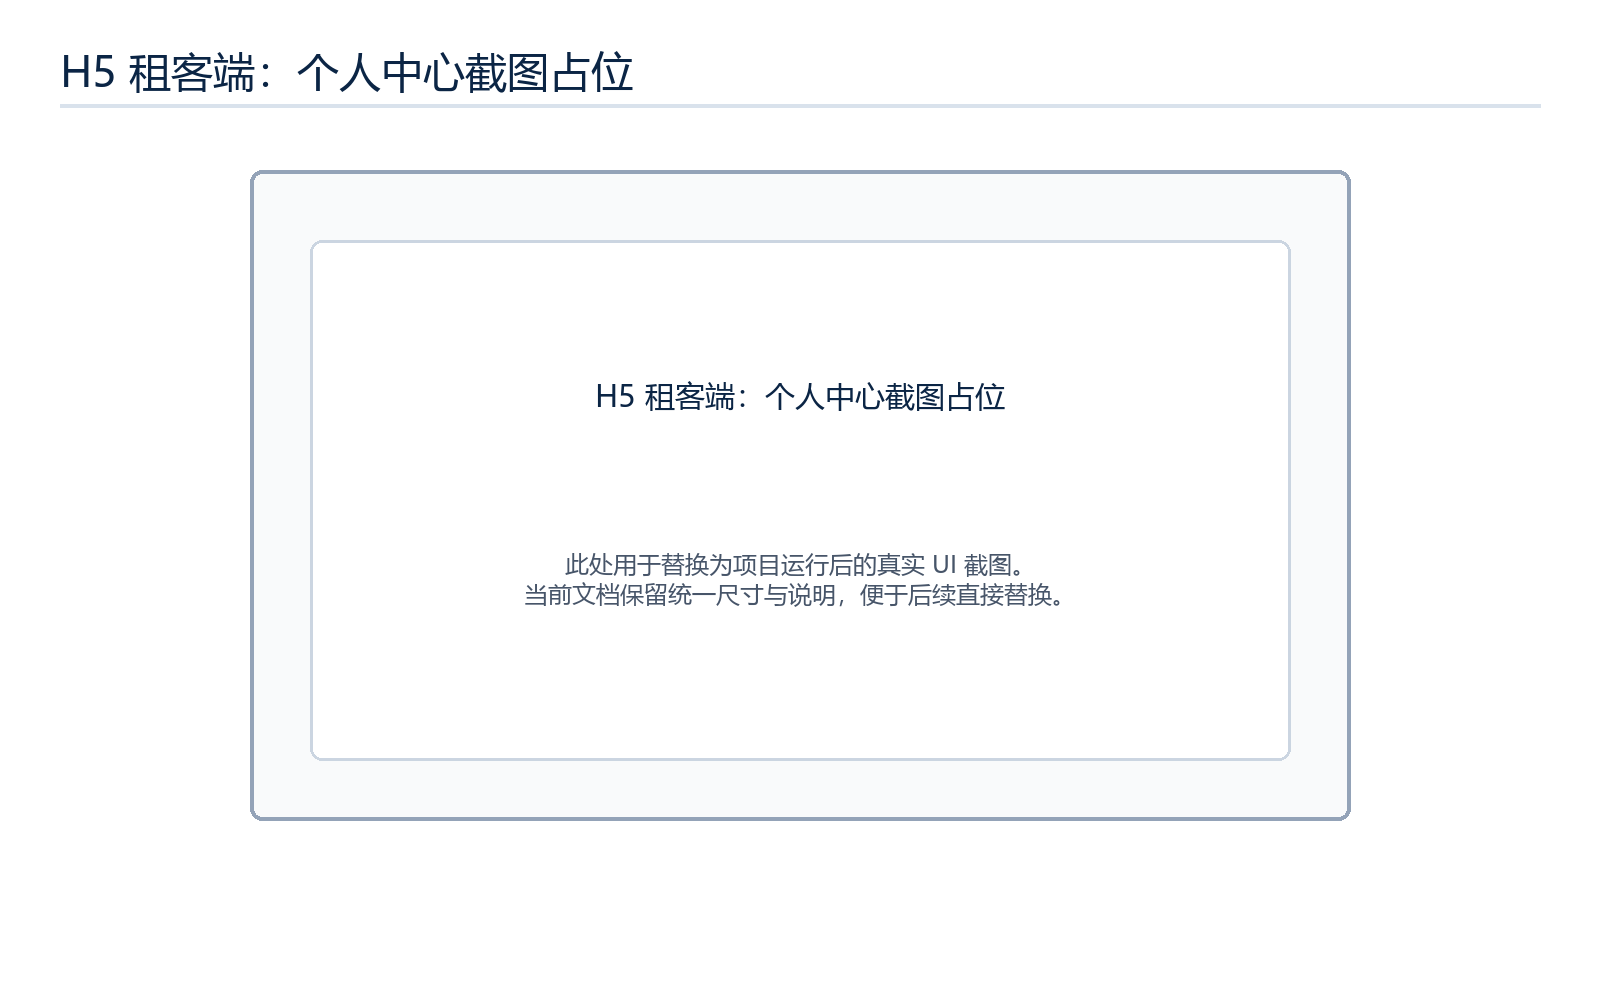 H5 租客端：个人中心截图占位
H5 租客端：个人中心截图占位
此处用于替换为项目运行后的真实 UI 截图。
当前文档保留统一尺寸与说明，便于后续直接替换。